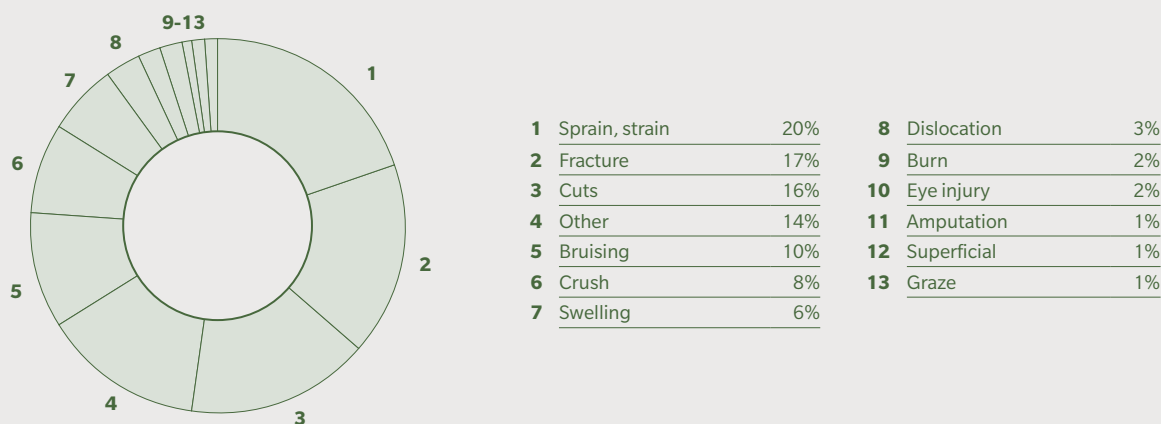 9-13
8
7
1
6
2
5
4
3
1 Sprain, strain 20%
2 Fracture 17%
3 Cuts 16%
4 Other 14%
5 Bruising 10%
6 Crush 8%
7 Swelling 6%
8 Dislocation 3%
9 Burn 2%
10 Eye injury 2%
11 Amputation 1%
12 Superficial 1%
13 Graze 1%